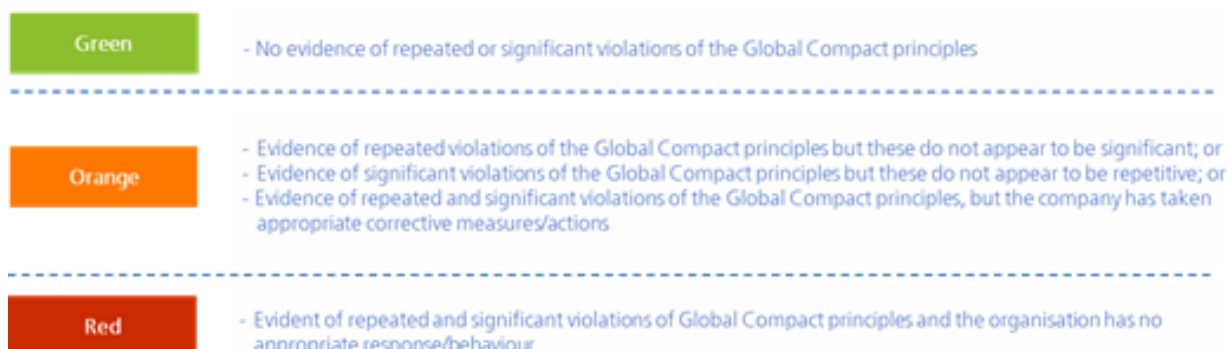 Green
- No evidence of repeated or significant violations of the Global Compact principles
Orange
- Evidence of repeated violations of the Global Compact principles but these do not appear to be significant; or
- Evidence of significant violations of the Global Compact principles but these do not appear to be repetitive; or
- Evidence of repeated and significant violations of the Global Compact principles, but the company has taken
appropriate corrective measures/actions
Red
- Evident of repeated and significant violations of Global Compact principles and the organisation has no
appropriate response/behaviour